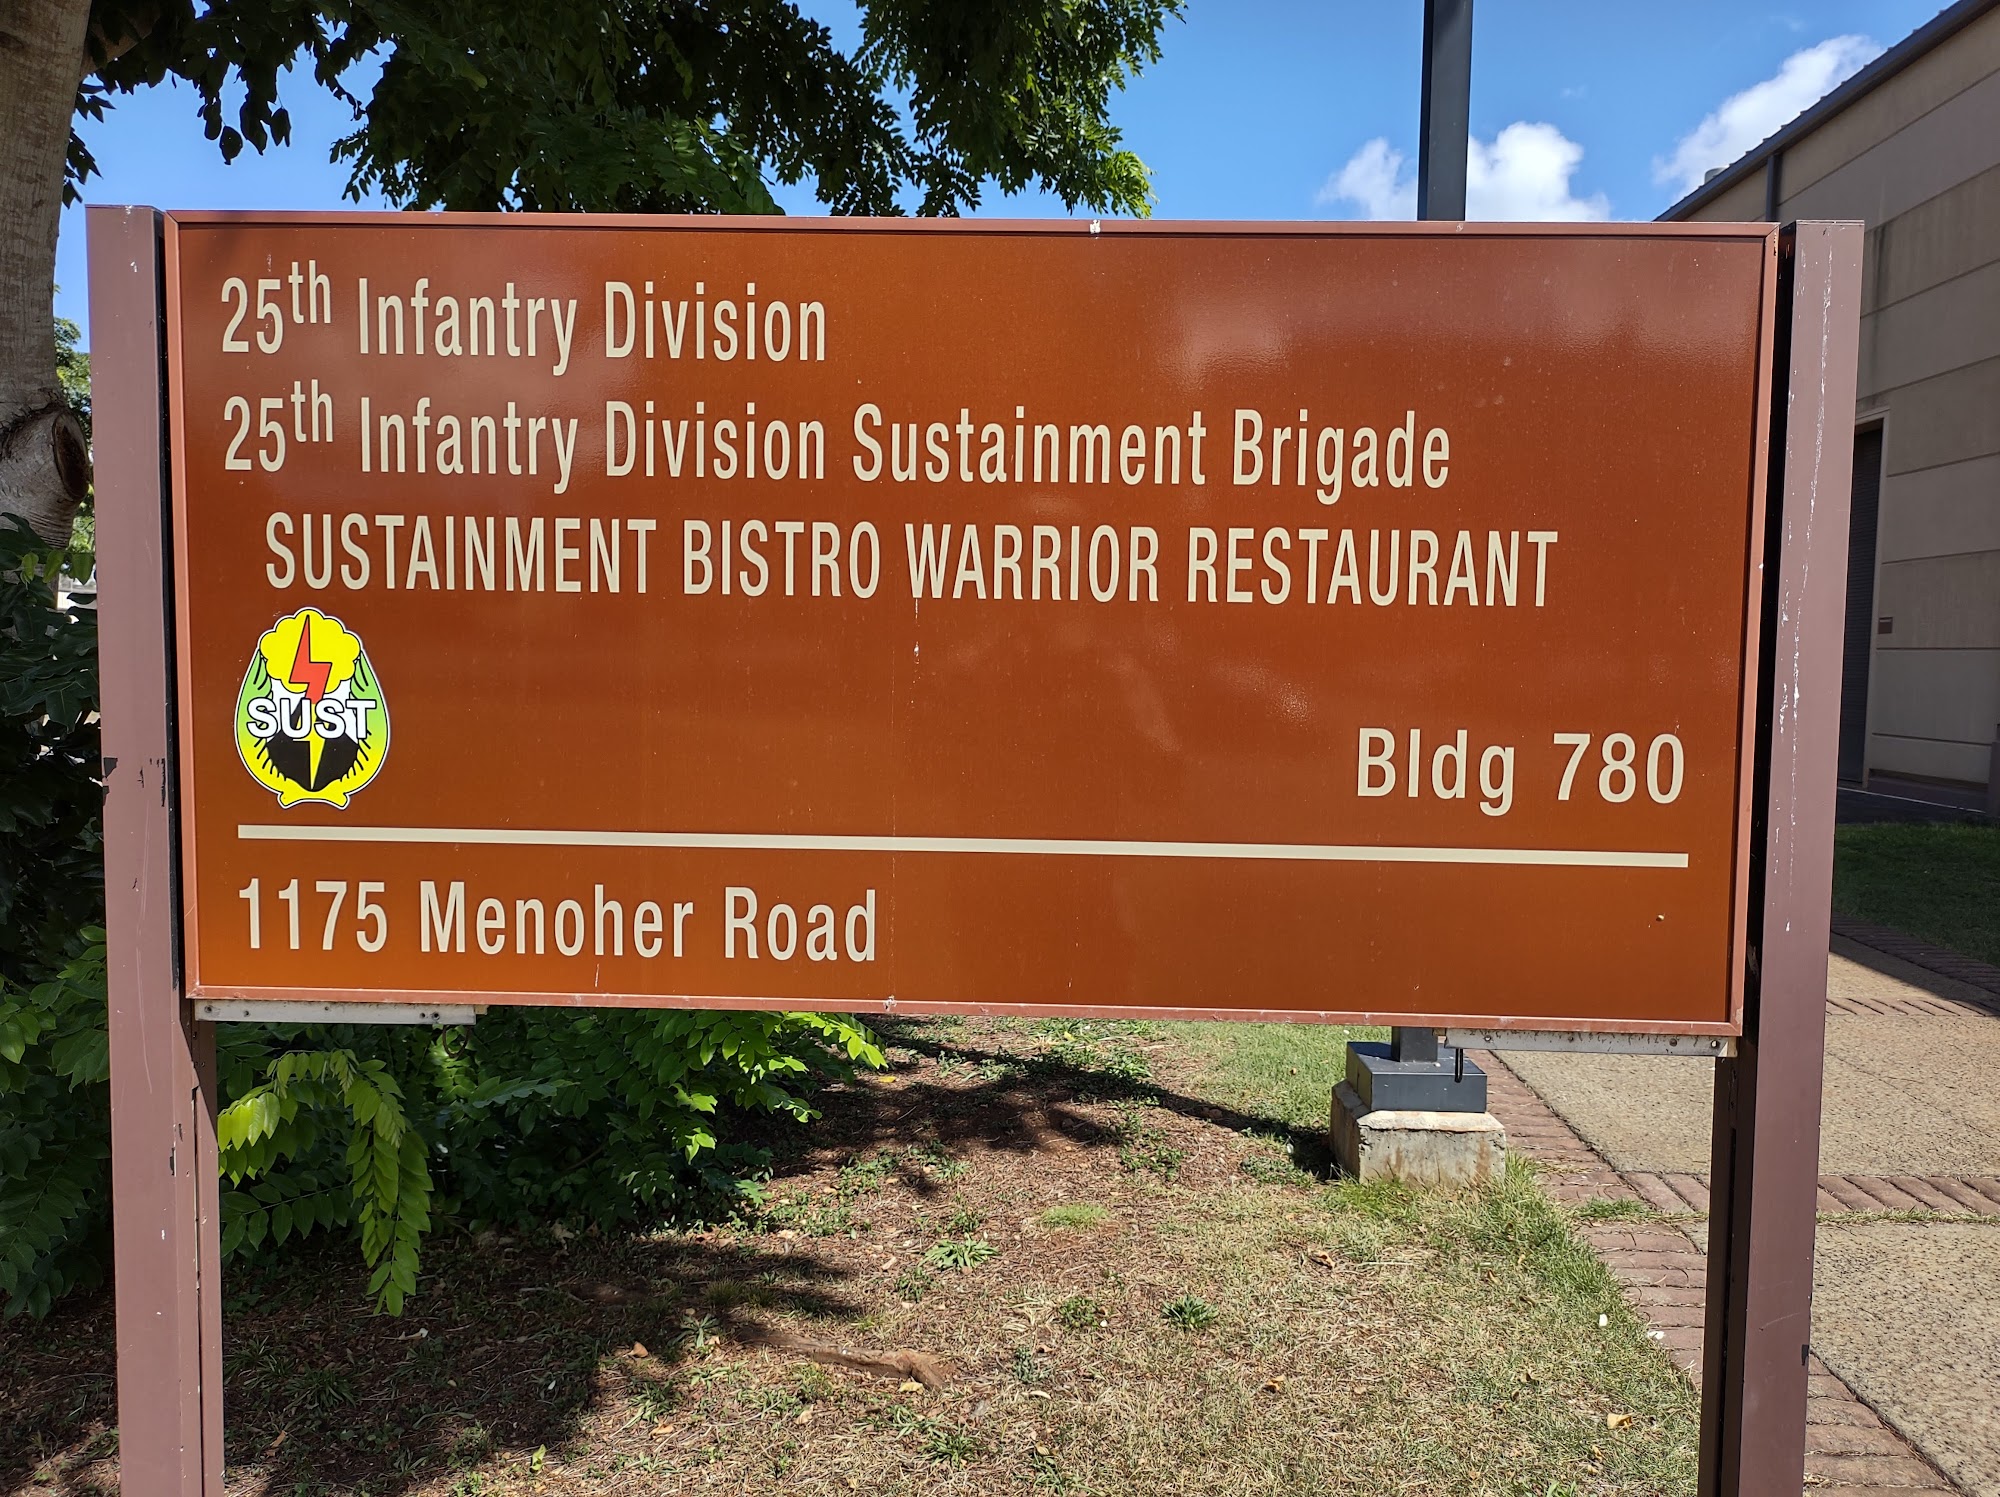 25th Infantry Division
25th Infantry Division Sustainment Brigade
SUSTAINMENT BISTRO WARRIOR RESTAURANT
SUST
Bldg 780
1175 Menoher Road